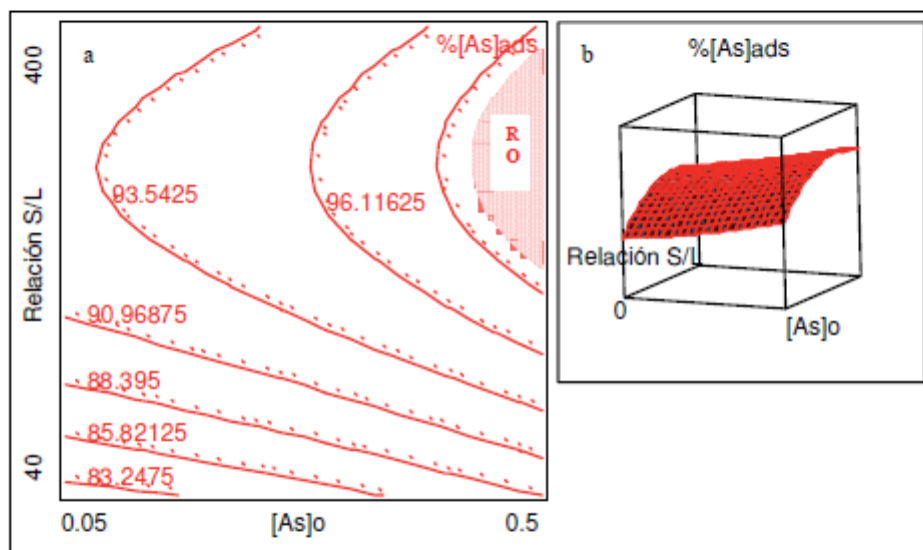 a
%[As]ads
400
R
O
93.5425
96.11625
Relación S/L
90.96875
88.395
85.82125
40
83.2475
0.05
[As]o
0.5
b
%[As]ads
Relación S/L
0
[As]o